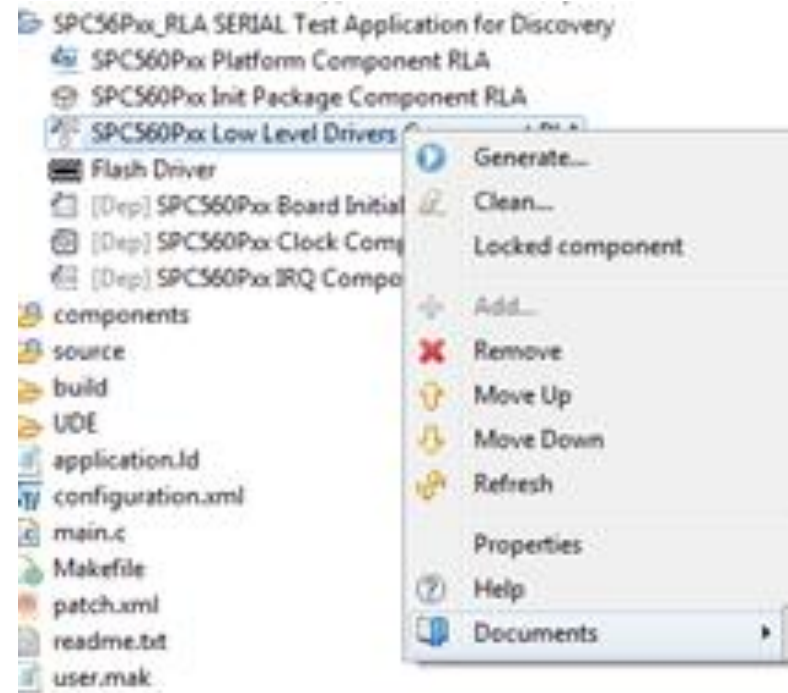 SPC56Pxx_RLA SERIAL Test Application for Discovery
SPC560Pxx Platform Component RLA
SPC560Pxx Init Package Component RLA
SPC560Pxx Low Level Drivers
Flash Driver
[Dep] SPC560Pxx Board Initial
[Dep] SPC560Pxx Clock Comp
[Dep] SPC560Pxx IRQ Compo
components
source
build
UDE
application.ld
configuration.xml
main.c
Makefile
patch.xml
readme.txt
user.mak
Generate...
Clean...
Locked component
Add...
Remove
Move Up
Move Down
Refresh
Properties
Help
Documents